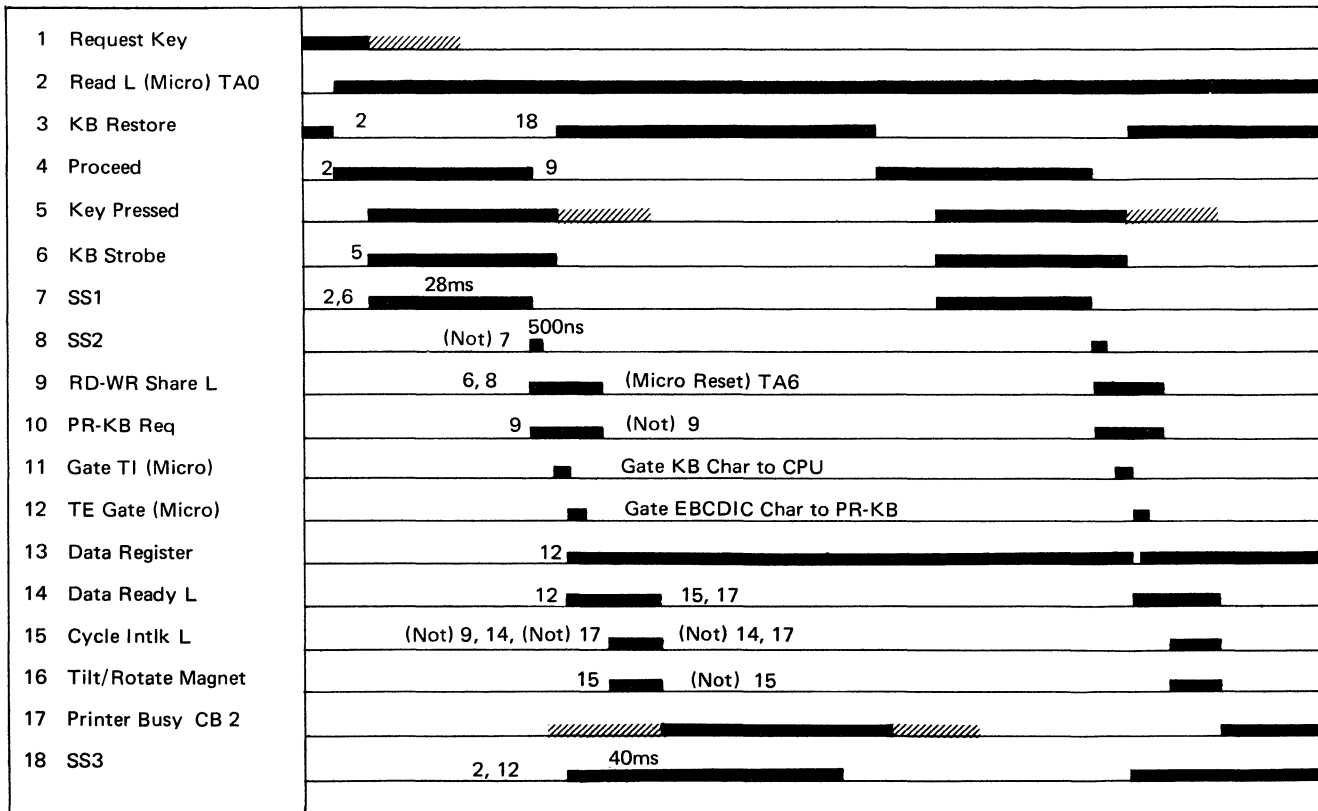 1 Request Key
2 Read L (Micro) TA0
3 KB Restore 2 18
4 Proceed 2 9
5 Key Pressed
6 KB Strobe 5
7 SS1 2,6 28ms
8 SS2 (Not) 7 500ns
9 RD-WR Share L 6, 8 (Micro Reset) TA6
10 PR-KB Req 9 (Not) 9
11 Gate TI (Micro) Gate KB Char to CPU
12 TE Gate (Micro) Gate EBCDIC Char to PR-KB
13 Data Register 12
14 Data Ready L 12 15, 17
15 Cycle Intlk L (Not) 9, 14, (Not) 17 (Not) 14, 17
16 Tilt/Rotate Magnet 15 (Not) 15
17 Printer Busy CB 2
18 SS3 2, 12 40ms